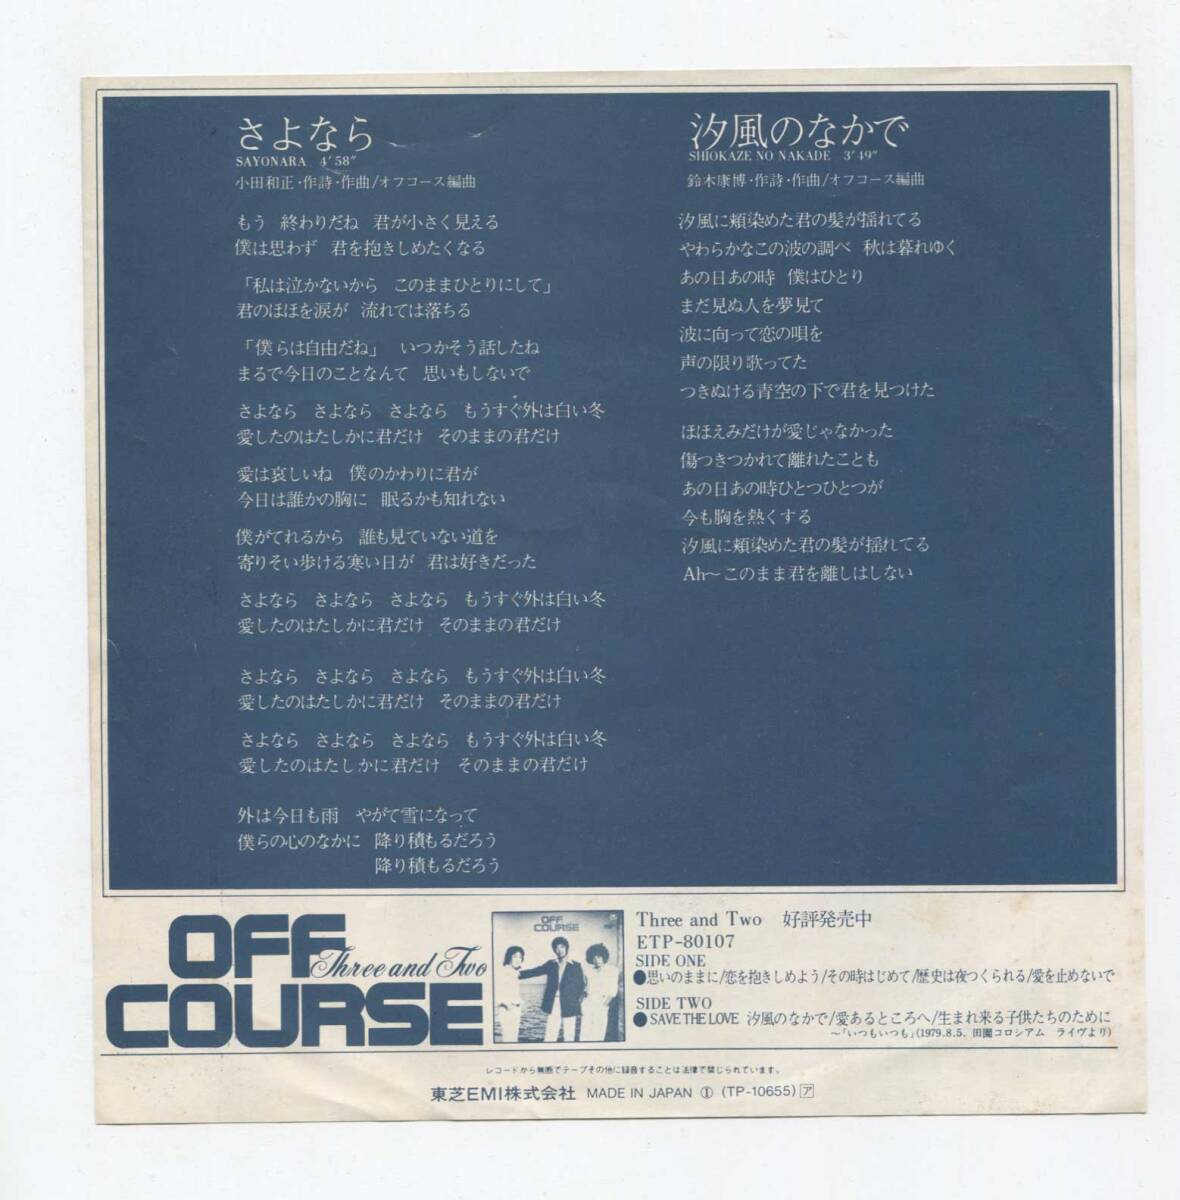 さよなら
SAYONARA 4'58"
小田和正・作詩・作曲/オフコース編曲
もう 終わりだね 君が小さく見える
僕は思わず 君を抱きしめたくなる
「私は泣かないから このままひとりにして」
君のほほを涙が 流れては落ちる
「僕らは自由だね」 いつかそう話したね
まるで今日のことなんて 思いもしないで
さよなら さよなら さよなら もうすぐ外は白い冬
愛したのはたしかに君だけ そのままの君だけ
愛は哀しいね 僕のかわりに君が
今日は誰かの胸に 眠るかも知れない
僕がてれるから 誰も見ていない道を
寄りそい歩ける寒い日が 君は好きだった
さよなら さよなら さよなら もうすぐ外は白い冬
愛したのはたしかに君だけ そのままの君だけ
さよなら さよなら さよなら もうすぐ外は白い冬
愛したのはたしかに君だけ そのままの君だけ
さよなら さよなら さよなら もうすぐ外は白い冬
愛したのはたしかに君だけ そのままの君だけ
外は今日も雨 やがて雪になって
僕らの心のなかに 降り積もるだろう
降り積もるだろう
汐風のなかで
SHIOKAZE NO NAKADE 3'49"
鈴木康博・作詩・作曲/オフコース編曲
汐風に頬染めた君の髪が揺れてる
やわらかなこの波の調べ 秋は暮れゆく
あの日あの時 僕はひとり
まだ見ぬ人を夢見て
波に向って恋の唄を
声の限り歌ってた
つきぬける青空の下で君を見つけた
ほほえみだけが愛じゃなかった
傷つきつかれて離れたことも
あの日あの時ひとつひとつが
今も胸を熱くする
汐風に頬染めた君の髪が揺れてる
Ah〜このまま君を離しはしない
OFF
Three and Two
COURSE
OFF
COURSE
Three and Two 好評発売中
ETP-80107
SIDE ONE
●思いのままに/恋を抱きしめよう/その時はじめて/歴史は夜つくられる/愛を止めないで
SIDE TWO
●SAVE THE LOVE 汐風のなかで/愛あるところへ/生まれ来る子供たちのために
〜「いつもいつも」(1979.8.5、田園コロシアム ライヴより)
レコードから無断でテープその他に録音することは法律で禁じられています。
東芝EMI株式会社 MADE IN JAPAN ① (TP-10655) ア